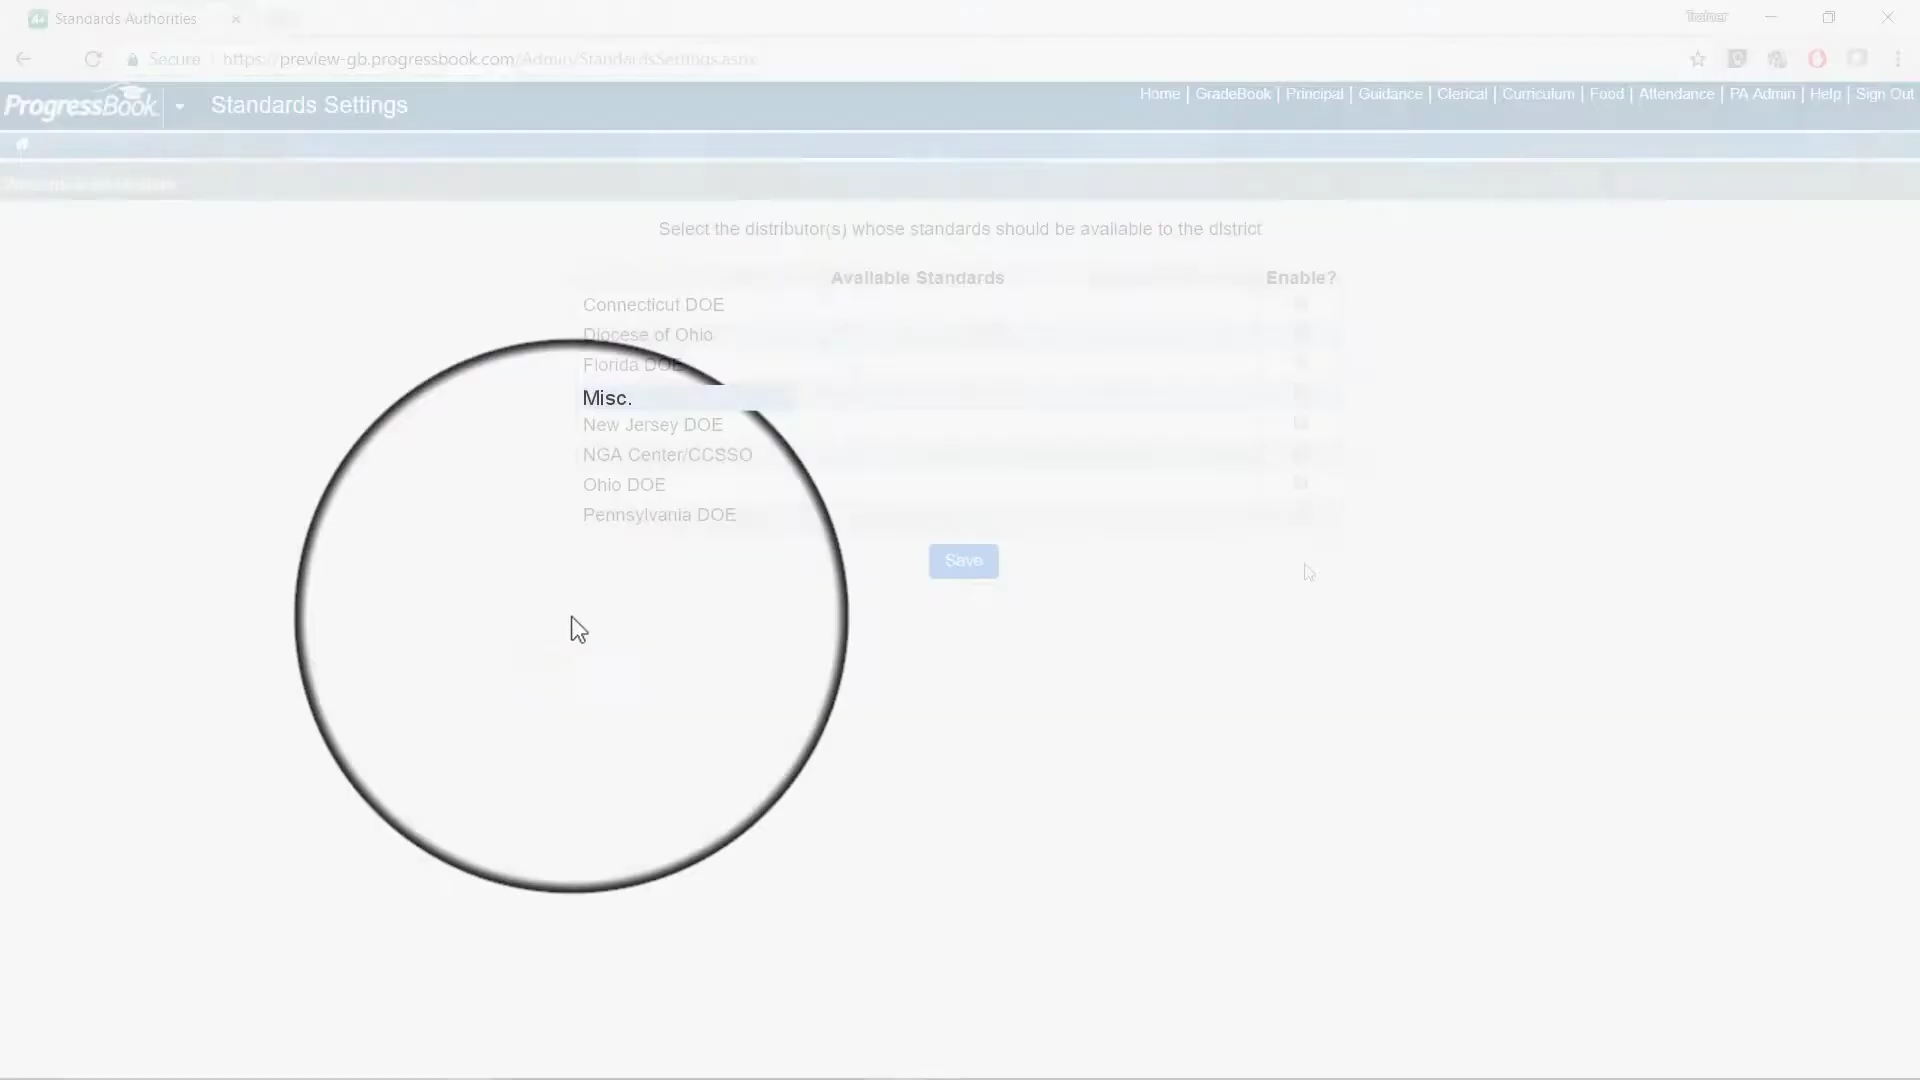 Standards Authorities
Trainer
Secure https://preview-gb.progressbook.com/Admin/StandardsSettings.aspx
ProgressBook
Standards Settings
Home | GradeBook | Principal | Guidance | Clerical | Curriculum | Food | Attendance | PA Admin | Help | Sign Out
Select the distributor(s) whose standards should be available to the district
Available Standards Enable?
Connecticut DOE
Diocese of Ohio
Florida DOE
Misc.
New Jersey DOE
NGA Center/CCSSO
Ohio DOE
Pennsylvania DOE
Save